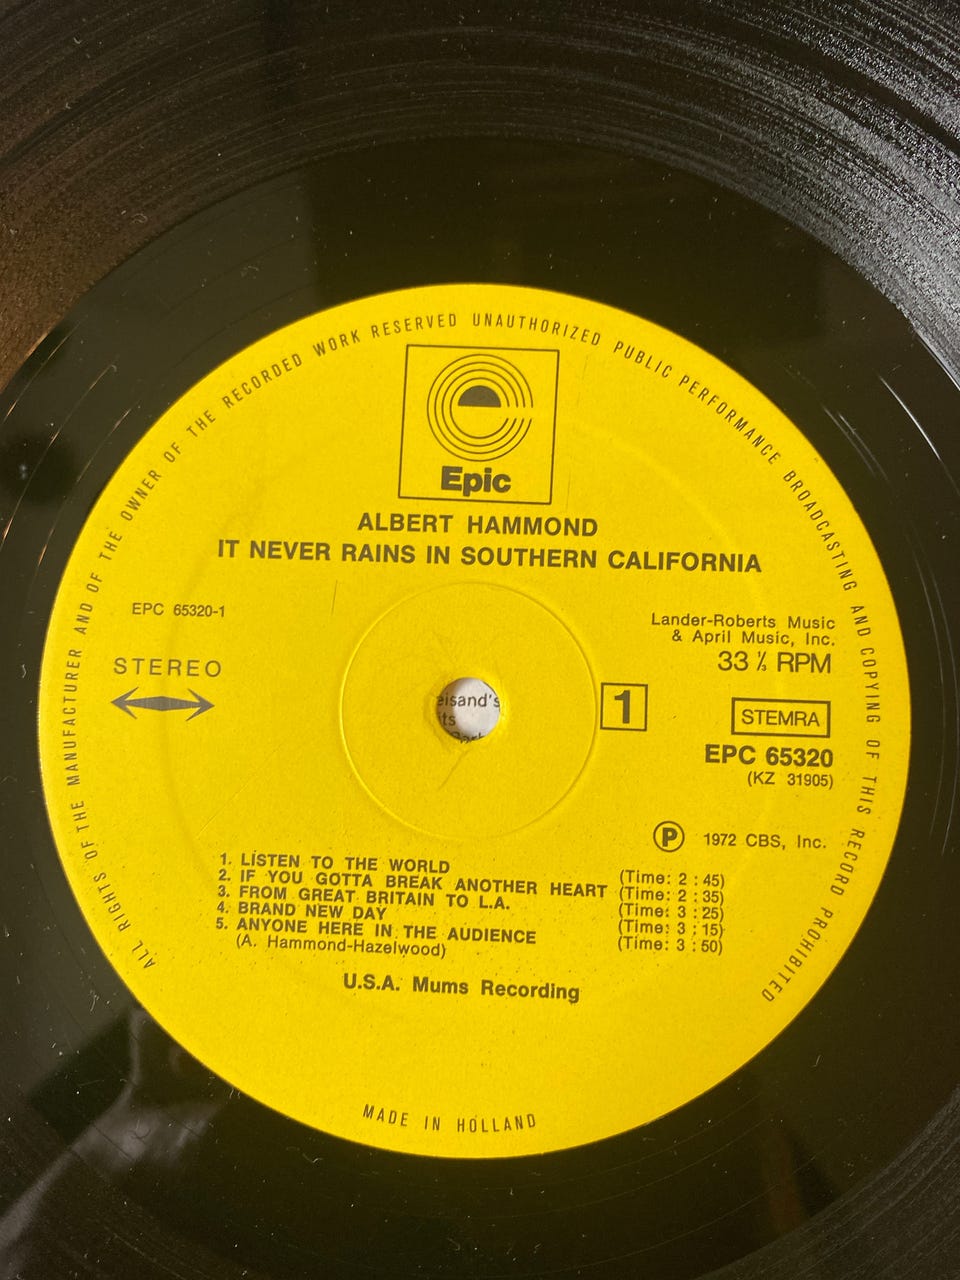 ALL RIGHTS OF THE MANUFACTURER AND OF THE OWNER OF THE RECORDED WORK RESERVED UNAUTHORIZED PUBLIC PERFORMANCE BROADCASTING AND COPYING OF THIS RECORD PROHIBITED
Epic
ALBERT HAMMOND
IT NEVER RAINS IN SOUTHERN CALIFORNIA
EPC 65320-1
STEREO
Lander-Roberts Music
& April Music, Inc.
33 ⅓ RPM
1
STEMRA
EPC 65320
(KZ 31905)
Ⓟ 1972 CBS, Inc.
1. LISTEN TO THE WORLD (Time: 2 : 45)
2. IF YOU GOTTA BREAK ANOTHER HEART (Time: 2 : 35)
3. FROM GREAT BRITAIN TO L.A. (Time: 3 : 25)
4. BRAND NEW DAY (Time: 3 : 15)
5. ANYONE HERE IN THE AUDIENCE (Time: 3 : 50)
(A. Hammond-Hazelwood)
U.S.A. Mums Recording
MADE IN HOLLAND